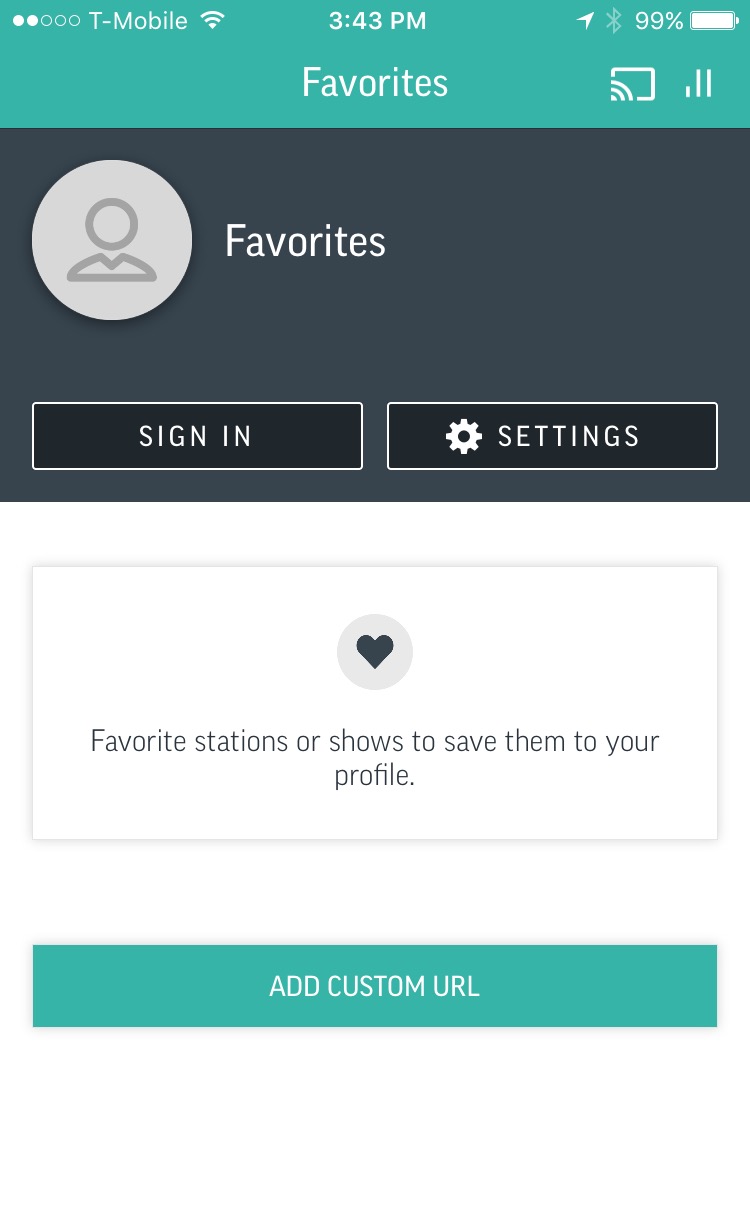 T-Mobile 3:43 PM 99%
Favorites
Favorites
SIGN IN SETTINGS
Favorite stations or shows to save them to your
profile.
ADD CUSTOM URL